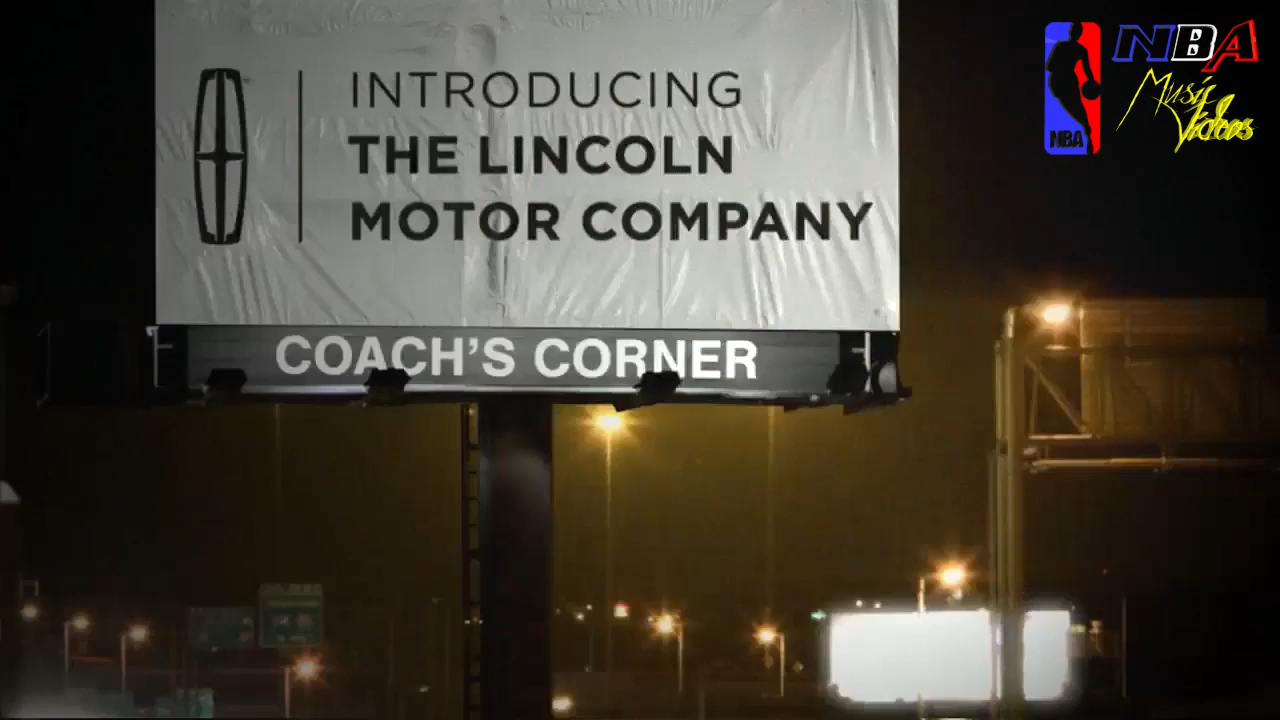 INTRODUCING
THE LINCOLN
MOTOR COMPANY
COACH'S CORNER
NBA
NBA
Music
Videos